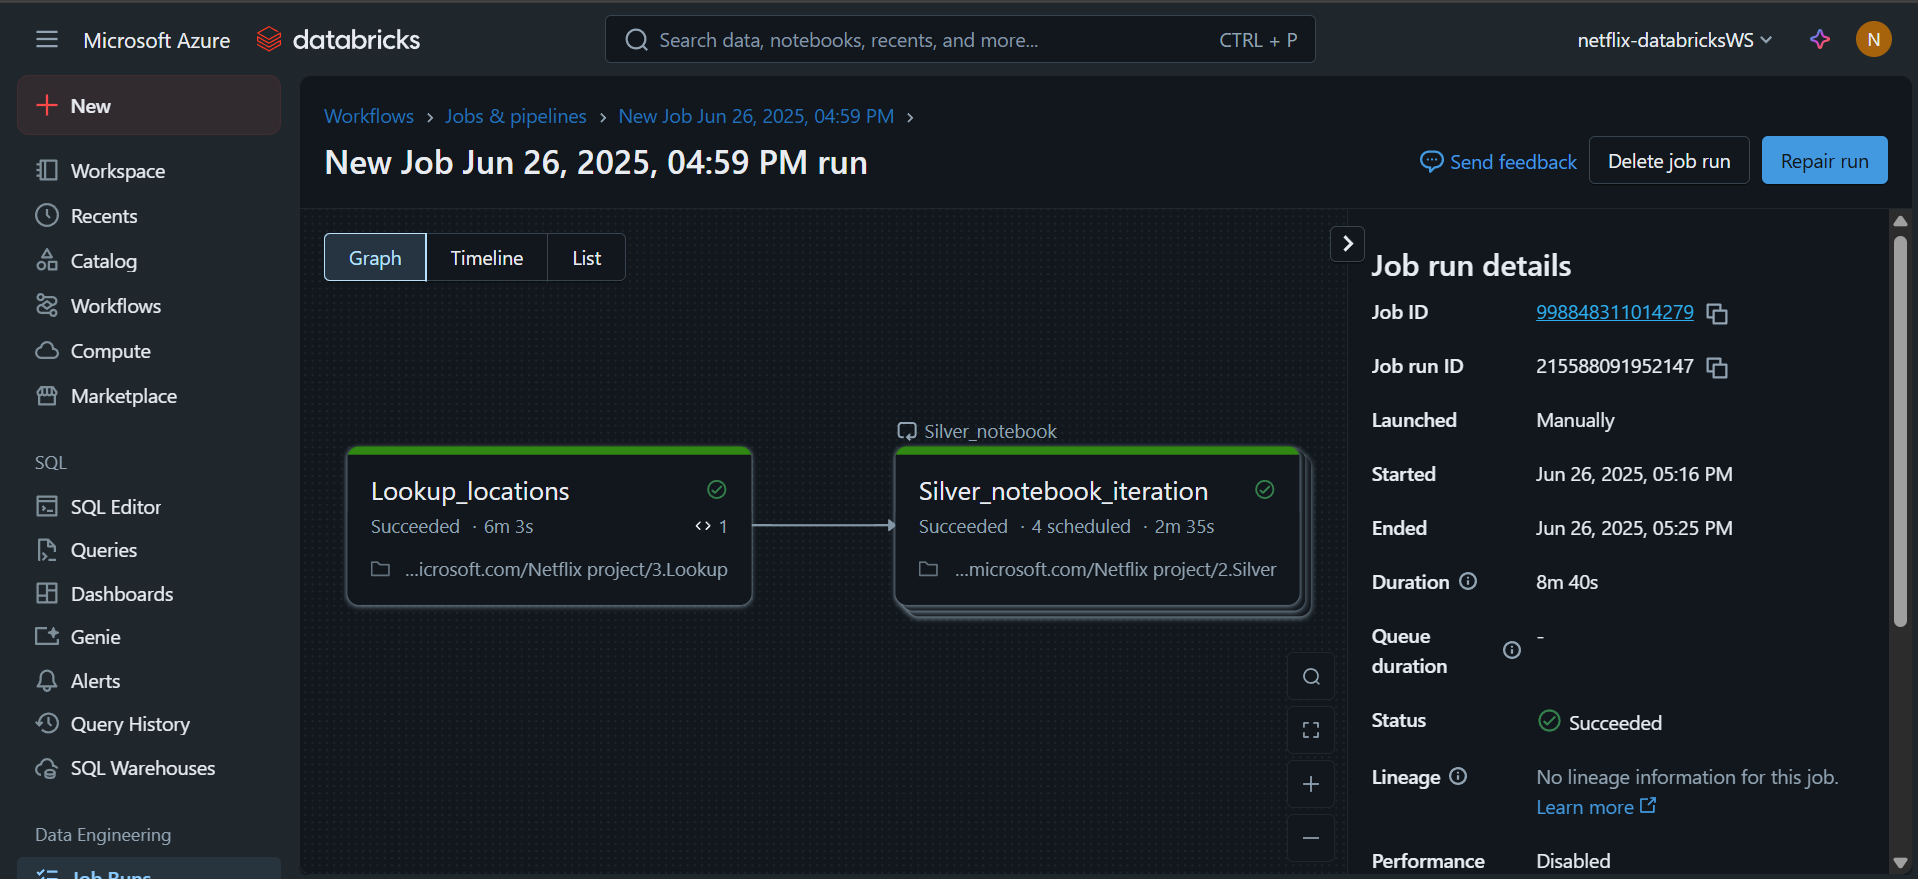 Microsoft Azure databricks
Search data, notebooks, recents, and more... CTRL + P
netflix-databricksWS
N
New
Workspace
Recents
Catalog
Workflows
Compute
Marketplace
SQL
SQL Editor
Queries
Dashboards
Genie
Alerts
Query History
SQL Warehouses
Data Engineering
Job Runs
Workflows › Jobs & pipelines › New Job Jun 26, 2025, 04:59 PM ›
New Job Jun 26, 2025, 04:59 PM run
Send feedback
Delete job run
Repair run
Graph Timeline List
Lookup_locations
Succeeded · 6m 3s <> 1
...icrosoft.com/Netflix project/3.Lookup
Silver_notebook
Silver_notebook_iteration
Succeeded · 4 scheduled · 2m 35s
...microsoft.com/Netflix project/2.Silver
Job run details
Job ID 998848311014279
Job run ID 215588091952147
Launched Manually
Started Jun 26, 2025, 05:16 PM
Ended Jun 26, 2025, 05:25 PM
Duration 8m 40s
Queue -
duration
Status Succeeded
Lineage No lineage information for this job.
Learn more
Performance Disabled